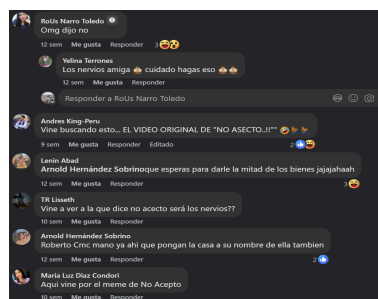 RoUs Narro Toledo
Omg dijo no
12 sem Me gusta Responder 3
Yelina Terrones
Los nervios amiga 🙈 cuidado hagas eso 🙈🙈
12 sem Me gusta Responder
Responder a RoUs Narro Toledo
Andres King-Peru
Vine buscando esto... EL VIDEO ORIGINAL DE "NO ASECTO..!!"" 🤣
9 sem Me gusta Responder Editado 2
Lenin Abad
Arnold Hernández Sobrinoque esperas para darle la mitad de los bienes jajajahaah
12 sem Me gusta Responder 3
TR Lisseth
Vine a ver a la que dice no acecto será los nervios??
10 sem Me gusta Responder
Arnold Hernández Sobrino
Roberto Cmc mano ya ahi que pongan la casa a su nombre de ella tambien
12 sem Me gusta Responder 2
Maria Luz Diaz Condori
Aqui vine por el meme de No Acepto
10 sem Me gusta Responder